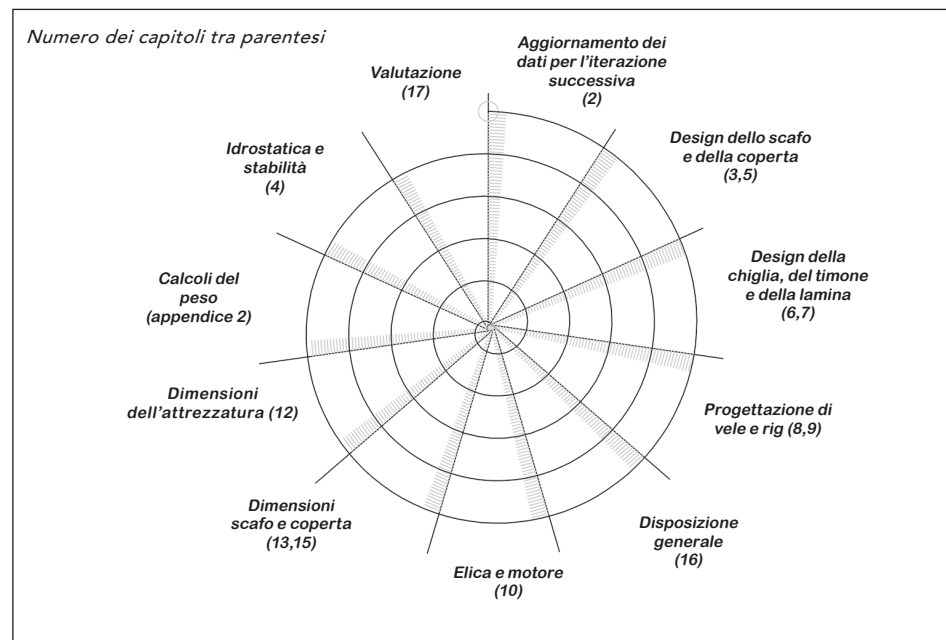 Numero dei capitoli tra parentesi
Aggiornamento dei
dati per l'iterazione
successiva
(2)
Design dello scafo
e della coperta
(3,5)
Design della
chiglia, del timone
e della lamina
(6,7)
Progettazione di
vele e rig (8,9)
Disposizione
generale
(16)
Elica e motore
(10)
Dimensioni
scafo e coperta
(13,15)
Dimensioni
dell'attrezzatura (12)
Calcoli del
peso
(appendice 2)
Idrostatica e
stabilità
(4)
Valutazione
(17)